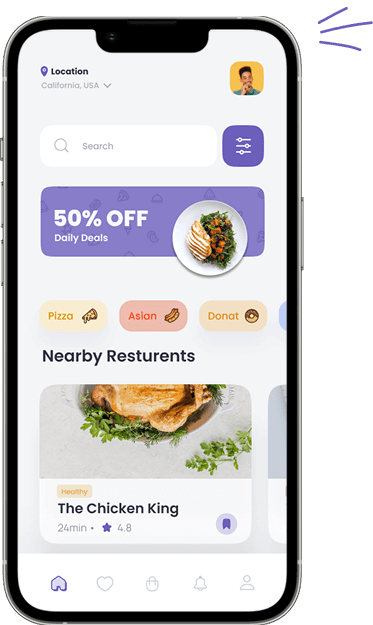 Location
California, USA
Search
50% OFF
Daily Deals
Pizza
Asian
Donat
Nearby Resturents
Healthy
The Chicken King
24min • 4.8